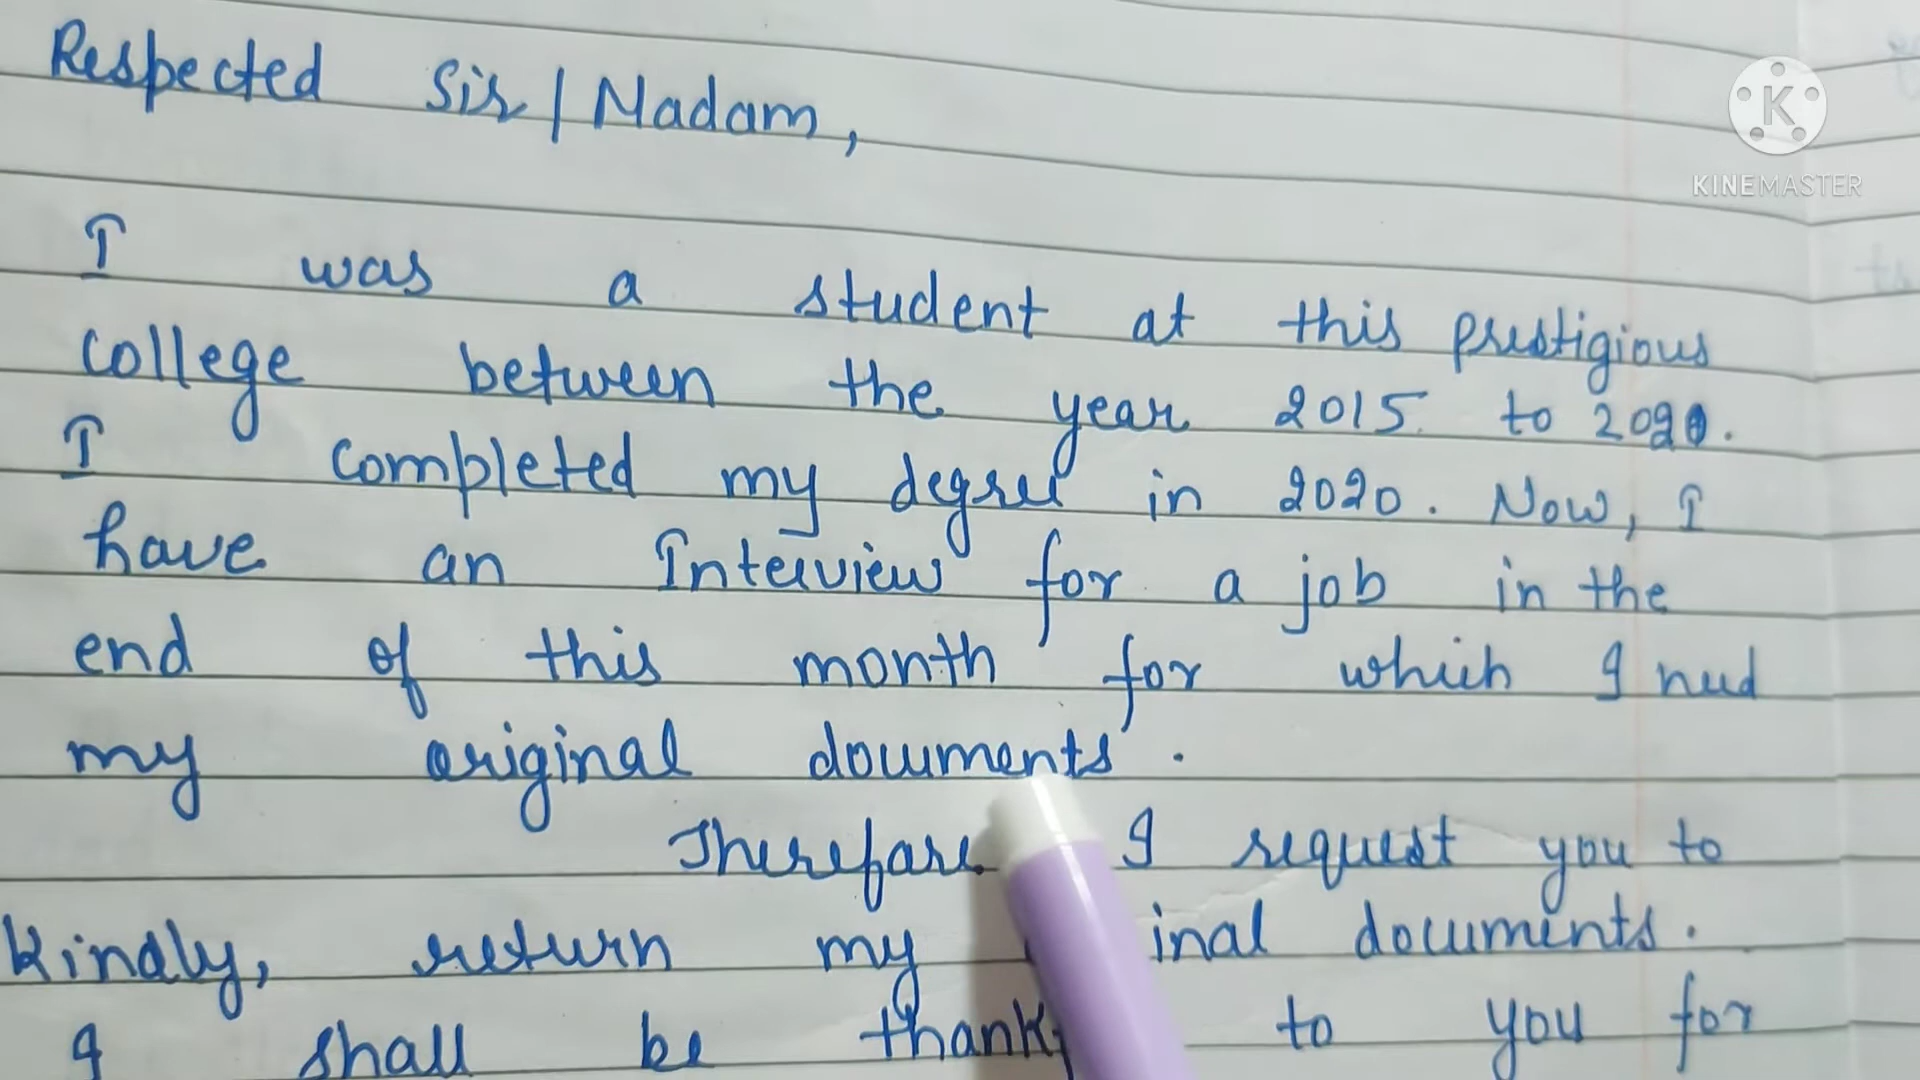 Respected Sir/Madam,
I was a student at this prestigious
college between the year 2015 to 2020.
I completed my degree in 2020. Now, I
have an Interview for a job in the
end of this month for which I need
my original documents.
Therefore I request you to
Kindly, return my inal documents.
I shall be thank to you for
K
KINEMASTER